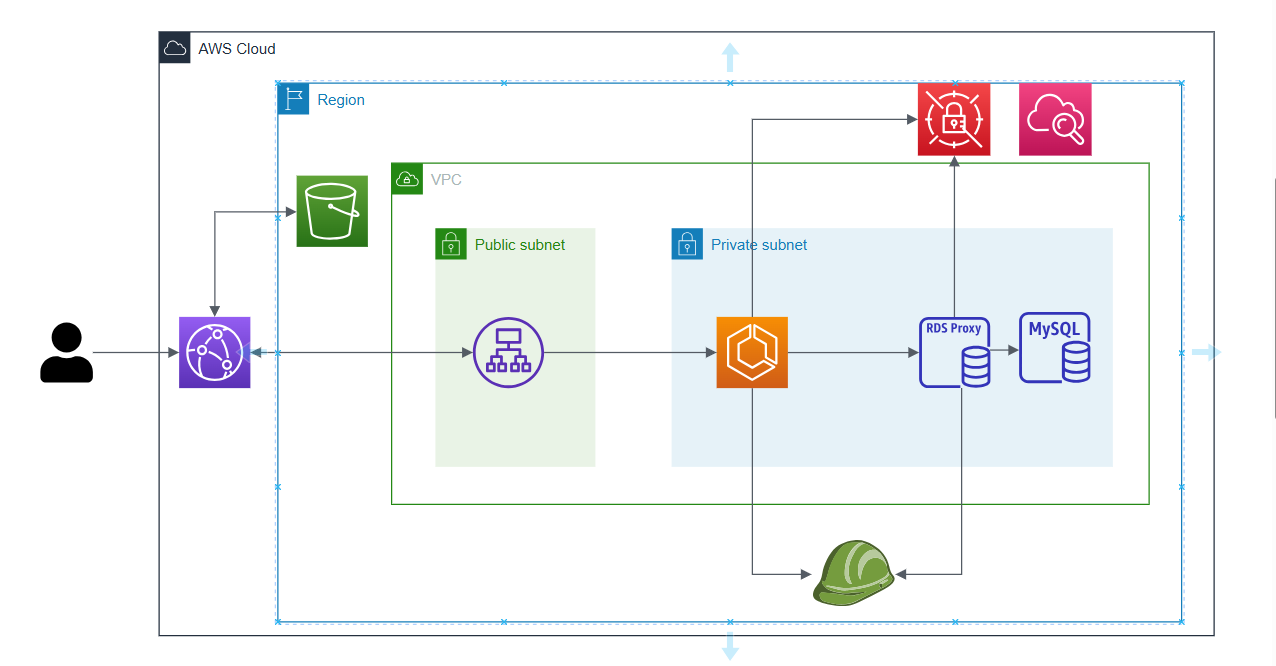 AWS Cloud
Region
VPC
Public subnet
Private subnet
RDS Proxy
MySQL